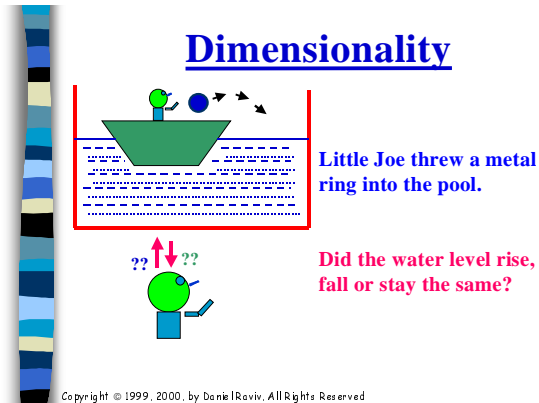 Dimensionality
Little Joe threw a metal
ring into the pool.
?? ??
Did the water level rise,
fall or stay the same?
Copyright © 1999, 2000, by Daniel Raviv, All Rights Reserved